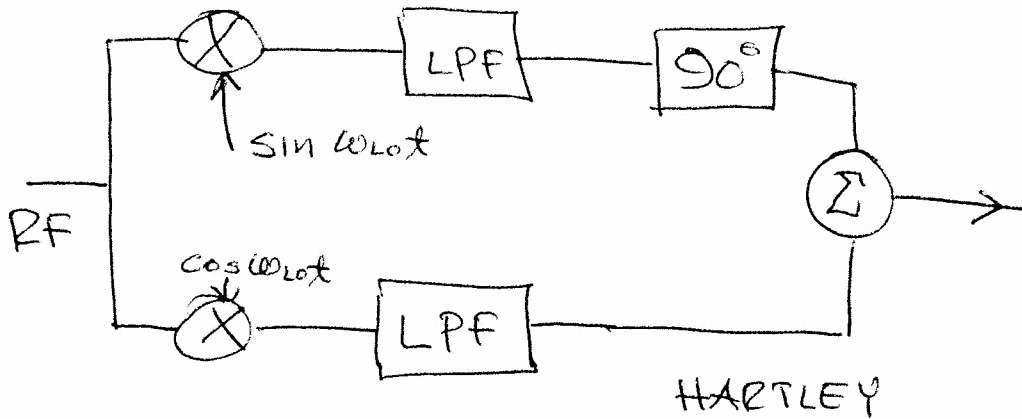 LPF
90°
sin ωLot
Σ
RF
cos ωLot
LPF
HARTLEY